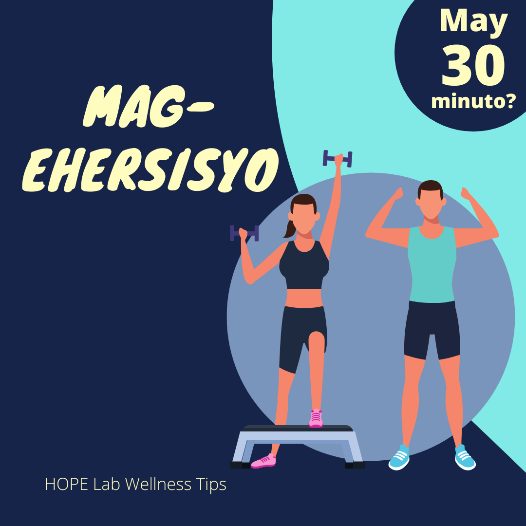 May
30
minuto?
MAG-
EHERSISYO
HOPE Lab Wellness Tips